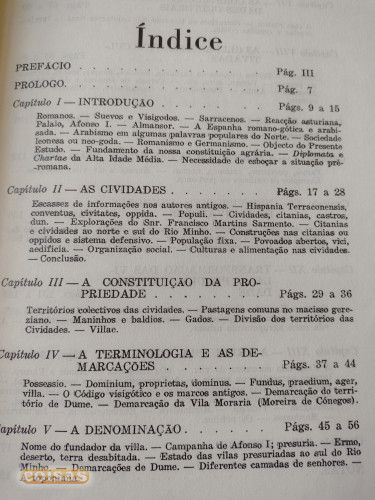 Índice
PREFÁCIO . . . . . . . . . . . Pág. III
PRÓLOGO. . . . . . . . . . . . Pág. 7
Capítulo I — INTRODUÇÃO . . . . . . . Págs. 9 a 15
Romanos. — Suevos e Visigodos. — Sarracenos. — Reacção asturiana,
Palaio, Afonso I. — Almansor. — A Espanha romano-gótica e arabi-
sada. — Arabismo em algumas palavras populares do Norte. — Sociedade
leonesa ou neo-goda. — Romanismo e Germanismo. — Objecto do Presente
Estudo. — Fundamento da nossa constituição agrária. — Diplomata e
Chartae da Alta Idade Média. — Necessidade de esboçar a situação pré-
-romana.
Capítulo II — AS CIVIDADES . . . . . . Págs. 17 a 28
Escassez de informações nos autores antigos. — Hispania Terraconensis,
conventus, civitates, oppida. — Populi. — Cividades, citanias, castros,
dun. — Explorações do Snr. Francisco Martins Sarmento. — Cividades
e citanias ao norte e sul do Rio Minho. — Construções nas citanias ou
oppidos e sistema defensivo. — População fixa. — Povoados abertos, vici,
aedificia. — Organização social. — Culturas e alimentação nas cividades.
— Conclusão.
Capítulo III — A CONSTITUIÇÃO DA PRO-
PRIEDADE . . . . . . . Págs. 29 a 36
Territórios colectivos das cividades. — Pastagens comuns no macisso gere-
ziano. — Maninhos e baldios. — Gados. — Divisão dos territórios das
Cividades. — Villae.
Capítulo IV — A TERMINOLOGIA E AS DE-
MARCAÇÕES . . . . . . Págs. 37 a 44
Possessio. — Dominium, proprietas, dominus. — Fundus, praedium, ager,
villa. — O Código visigótico e os marcos antigos. — Demarcação do terri-
tório de Dume. — Demarcação da Vila Moraria (Moreira de Cónegos).
Capítulo V — A DENOMINAÇÃO . . . . . Págs. 45 a 56
Nome do fundador da villa. — Campanha de Afonso I; presuria. — Ermo,
deserto, terra desabitada. — Estado das vilas presuriadas ao sul do Rio
Minho. — Demarcações de Dume. — Diferentes camadas de senhores. —
coisas